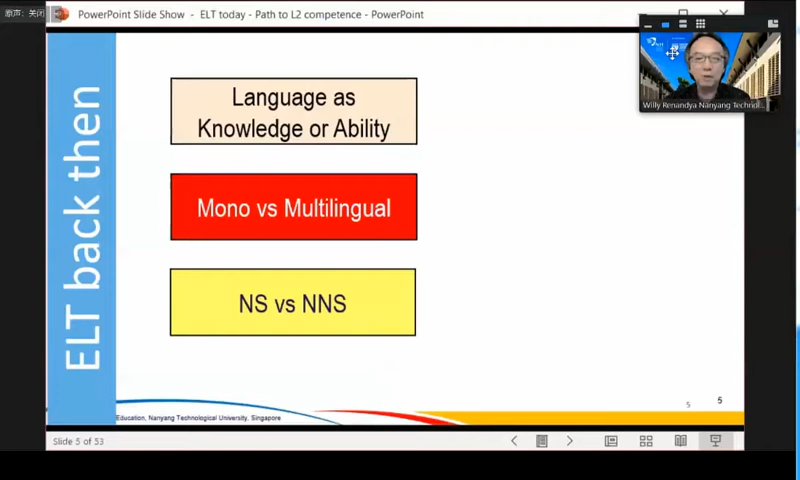 原声: 关闭
PowerPoint Slide Show - ELT today - Path to L2 competence - PowerPoint
Willy Renandya Nanyang Technol...
ELT back then
Language as
Knowledge or Ability
Mono vs Multilingual
NS vs NNS
Education, Nanyang Technological University, Singapore
5
5
Slide 5 of 53